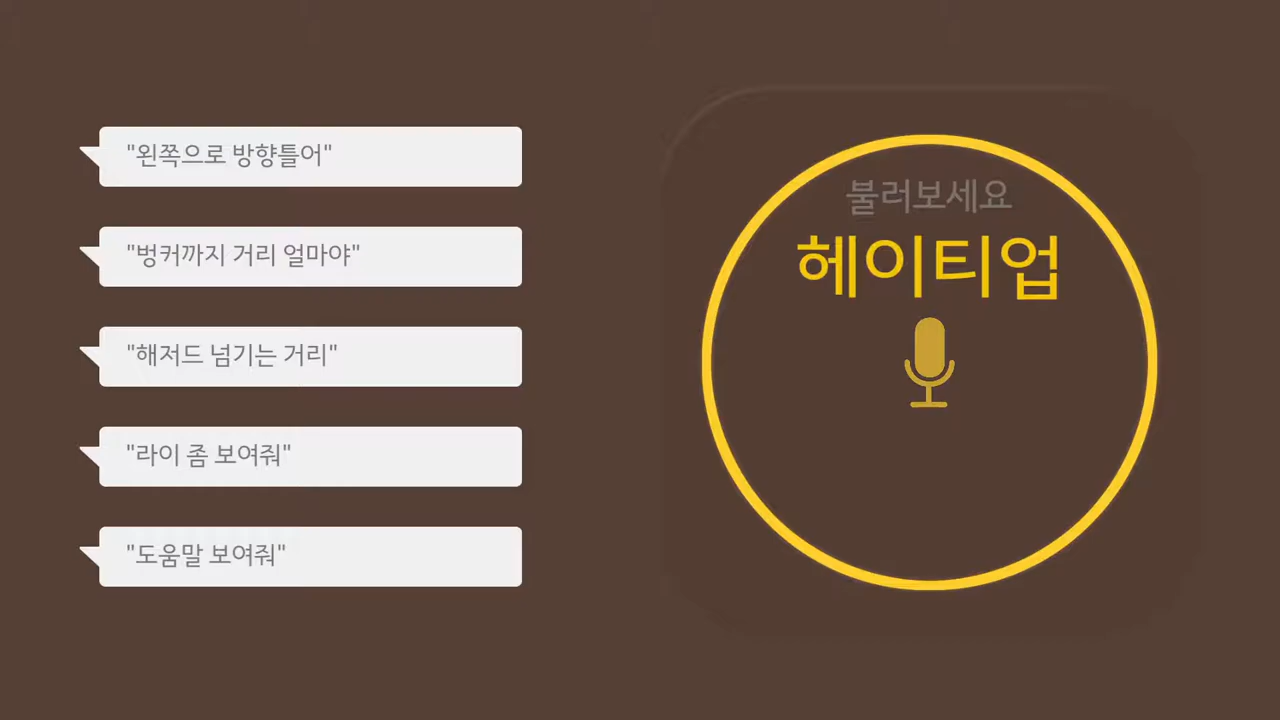 "왼쪽으로 방향틀어"
"벙커까지 거리 얼마야"
"해저드 넘기는 거리"
"라이 좀 보여줘"
"도움말 보여줘"
불러보세요
헤이티업